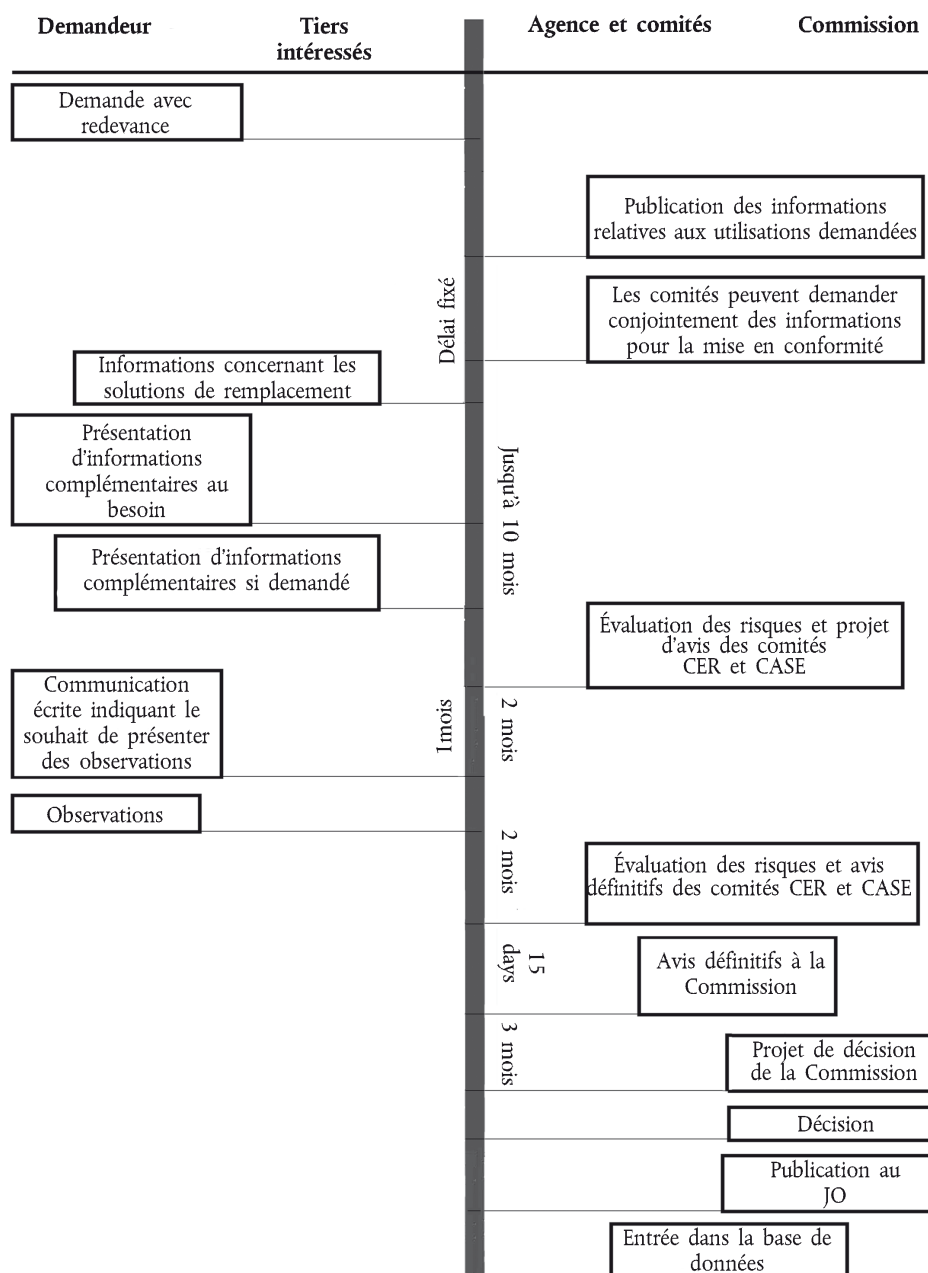 Demandeur
Tiers
intéressés
Agence et comités
Commission
Demande avec
redevance
Publication des informations
relatives aux utilisations demandées
Délai fixé
Les comités peuvent demander
conjointement des informations
pour la mise en conformité
Informations concernant les
solutions de remplacement
Présentation
d'informations
complémentaires au
besoin
Jusqu'à 10 mois
Présentation d'informations
complémentaires si demandé
Évaluation des risques et projet
d'avis des comités
CER et CASE
Communication
écrite indiquant le
souhait de présenter
des observations
1mois
2 mois
Observations
2 mois
Évaluation des risques et avis
définitifs des comités CER et CASE
15
days
Avis définitifs à la
Commission
3 mois
Projet de décision
de la Commission
Décision
Publication au
JO
Entrée dans la base de
données